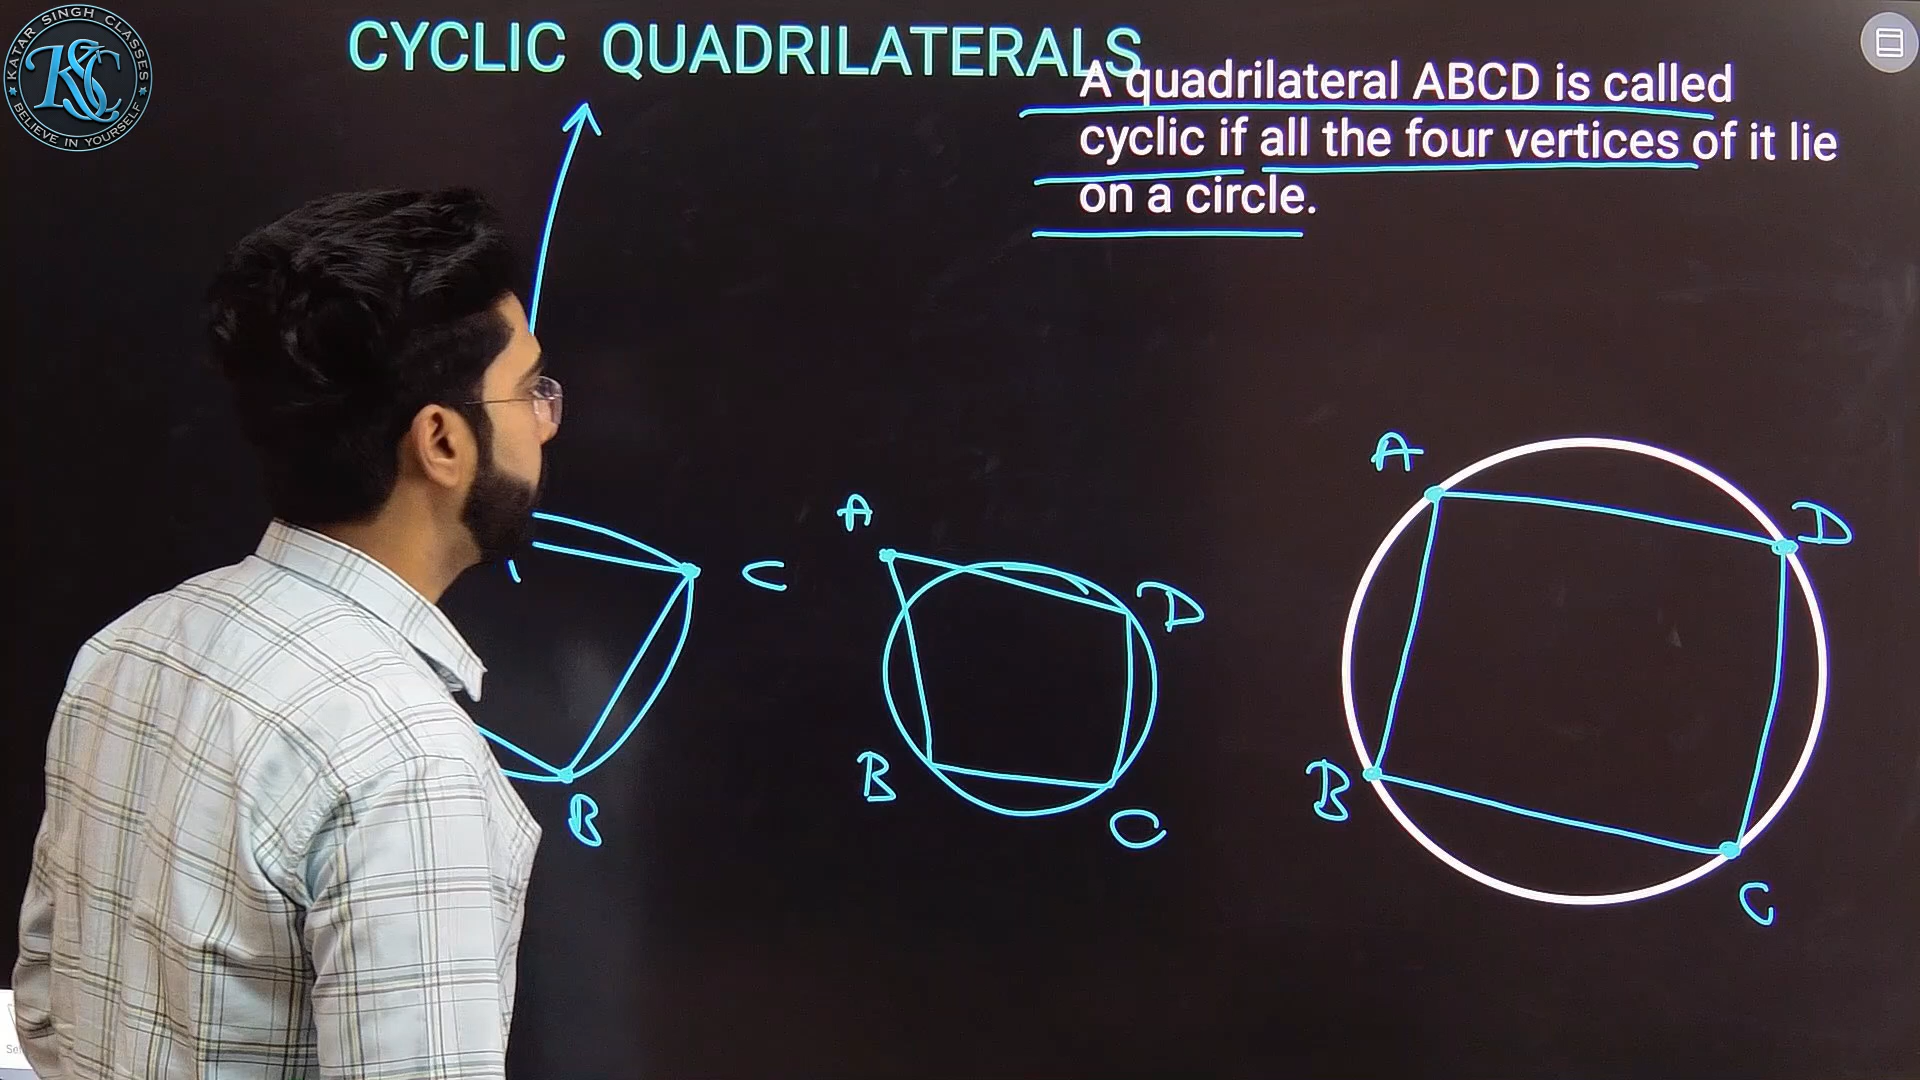 KATAR SINGH CLASSES
KSC
BELIEVE IN YOURSELF
CYCLIC QUADRILATERALS
A quadrilateral ABCD is called
cyclic if all the four vertices of it lie
on a circle.
C
B
A
D
B
C
A
D
B
C